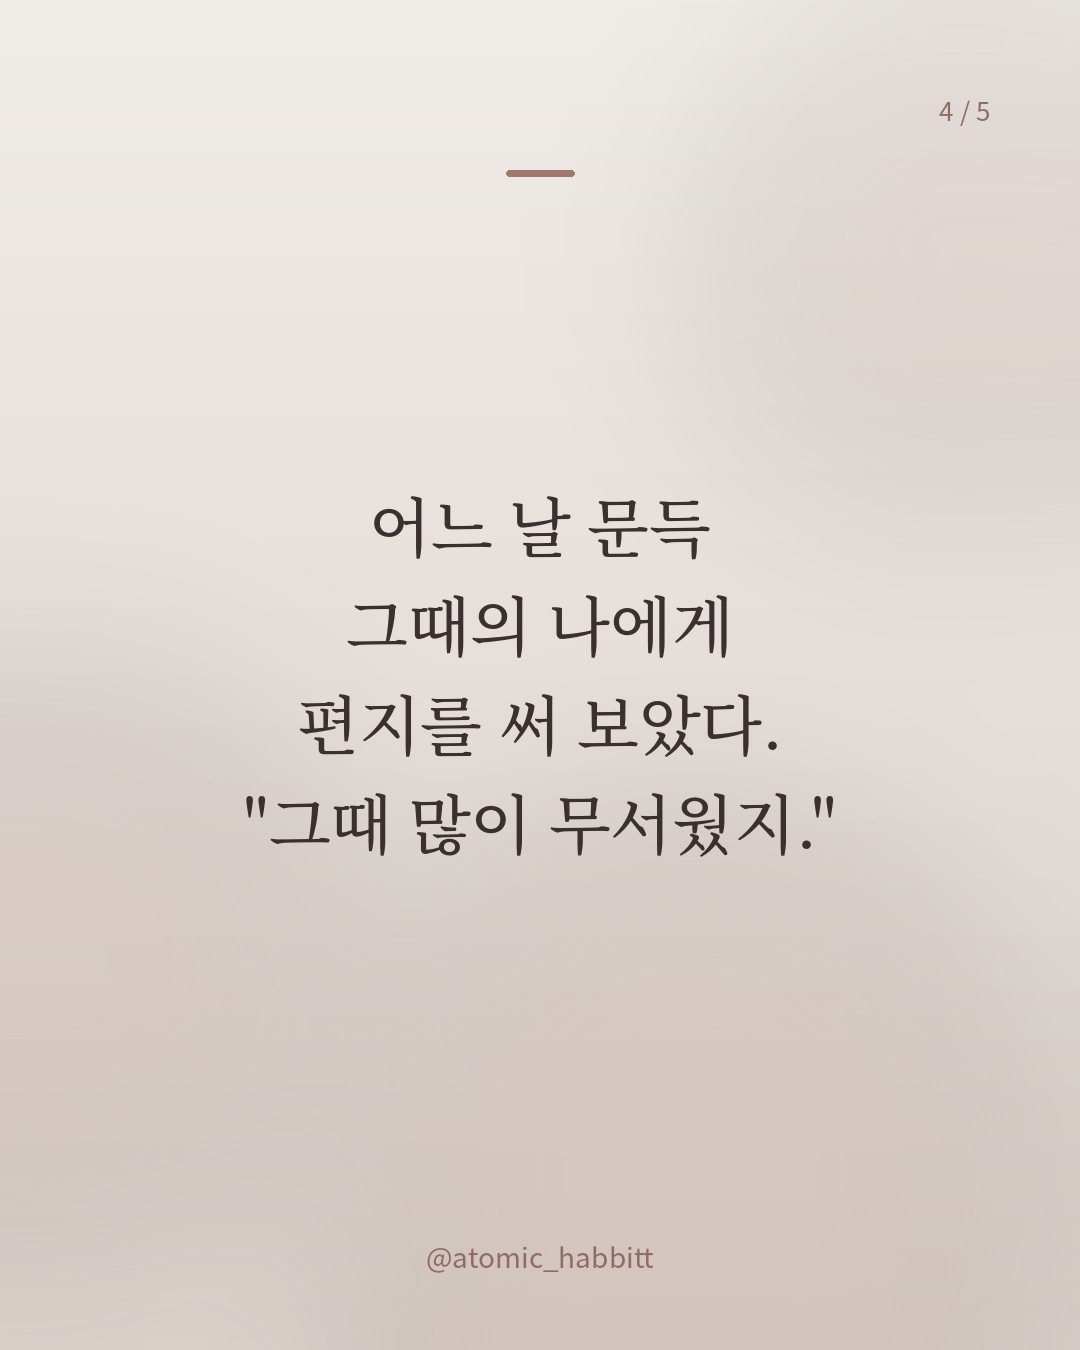 4 / 5
어느 날 문득
그때의 나에게
편지를 써 보았다.
"그때 많이 무서웠지."
@atomic_habbitt